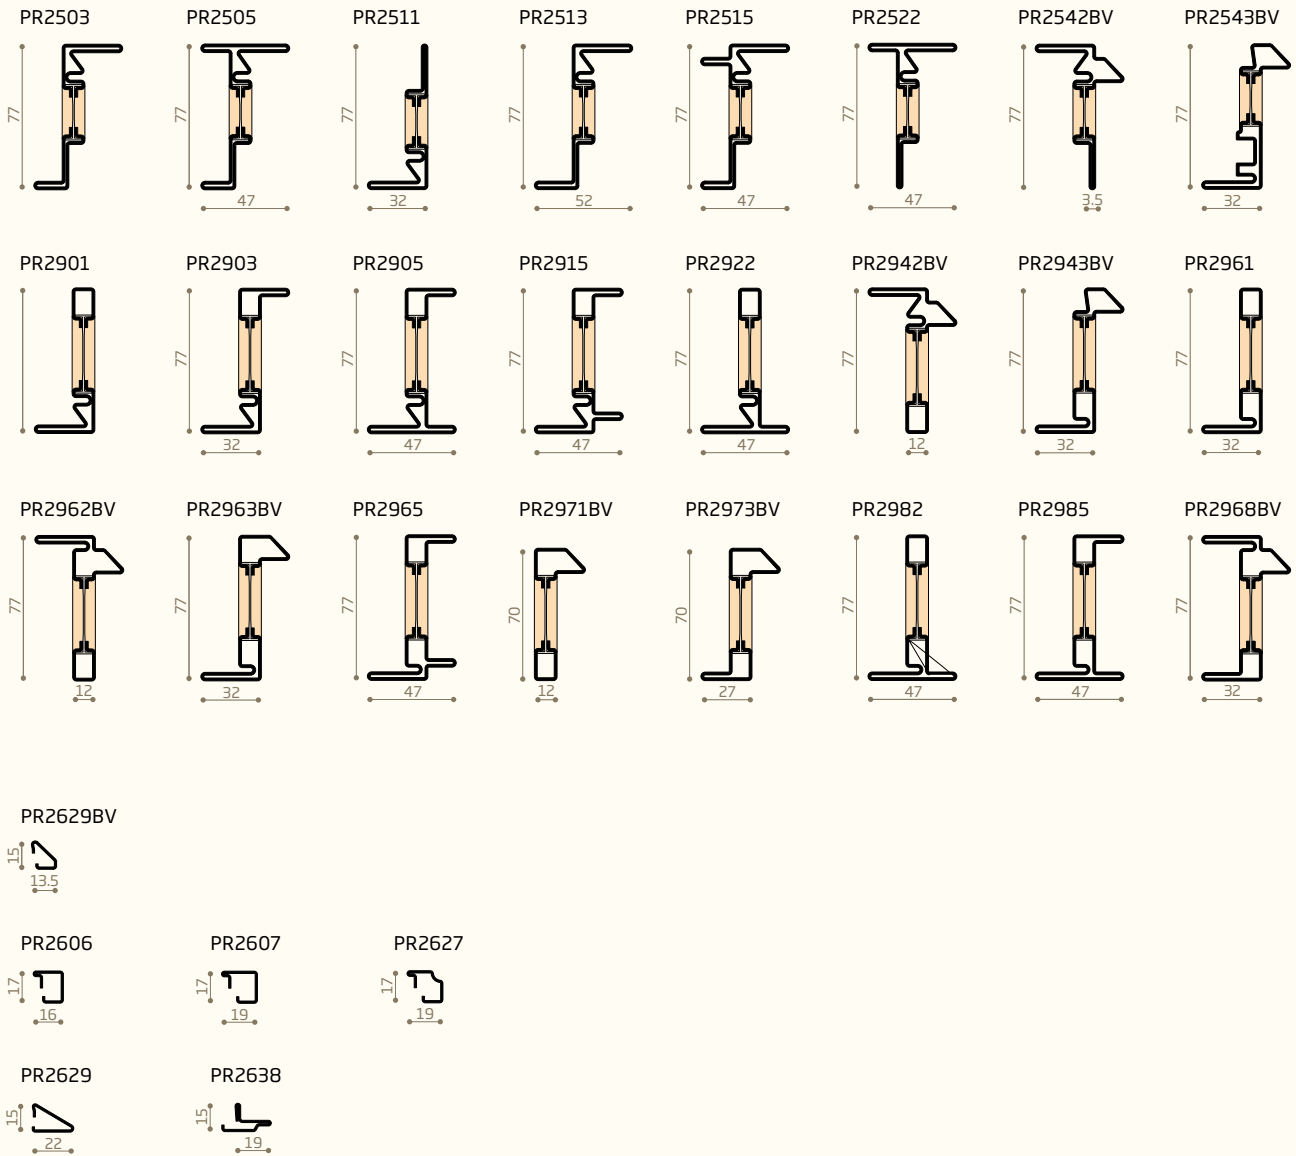 PR2503 PR2505 PR2511 PR2513 PR2515 PR2522 PR2542BV PR2543BV
77 77 77 77 77 77 77 77
47 32 52 47 47 3.5 32
PR2901 PR2903 PR2905 PR2915 PR2922 PR2942BV PR2943BV PR2961
77 77 77 77 77 77 77 77
32 47 47 47 12 32 32
PR2962BV PR2963BV PR2965 PR2971BV PR2973BV PR2982 PR2985 PR2968BV
77 77 77 70 70 77 77 77
12 32 47 12 27 47 47 32
PR2629BV
15
13.5
PR2606 PR2607 PR2627
17 17 17
16 19 19
PR2629 PR2638
15 15
22 19